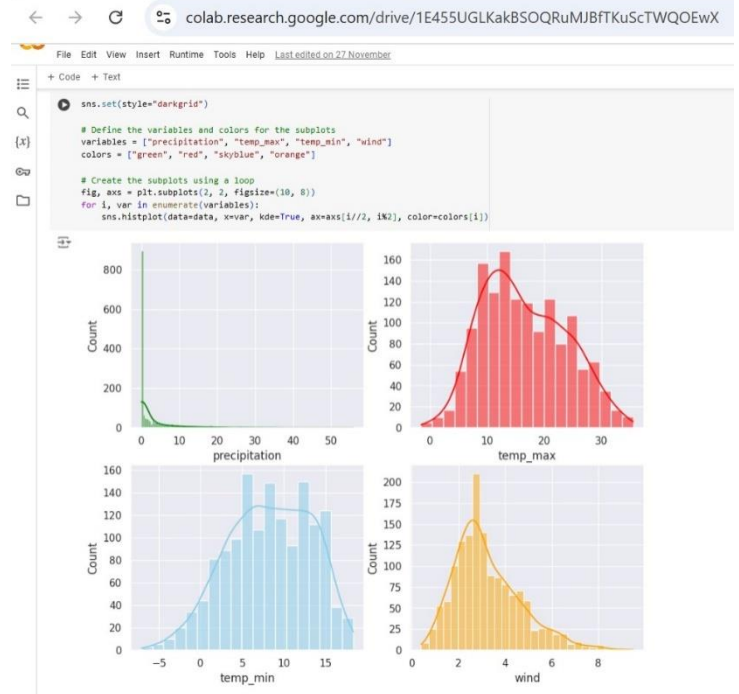 colab.research.google.com/drive/1E455UGLKakBSOQRuMJBfTKuScTWQOEwX
File Edit View Insert Runtime Tools Help Last edited on 27 November
+ Code + Text
sns.set(style="darkgrid")
# Define the variables and colors for the subplots
variables = ["precipitation", "temp_max", "temp_min", "wind"]
colors = ["green", "red", "skyblue", "orange"]
# Create the subplots using a loop
fig, axs = plt.subplots(2, 2, figsize=(10, 8))
for i, var in enumerate(variables):
    sns.histplot(data=data, x=var, kde=True, ax=axs[i//2, i%2], color=colors[i])
{x}
800
600
400
200
0
Count
0 10 20 30 40 50
precipitation
160
140
120
100
80
60
40
20
0
Count
0 10 20 30
temp_max
160
140
120
100
80
60
40
20
0
Count
−5 0 5 10 15
temp_min
200
175
150
125
100
75
50
25
0
Count
0 2 4 6 8
wind